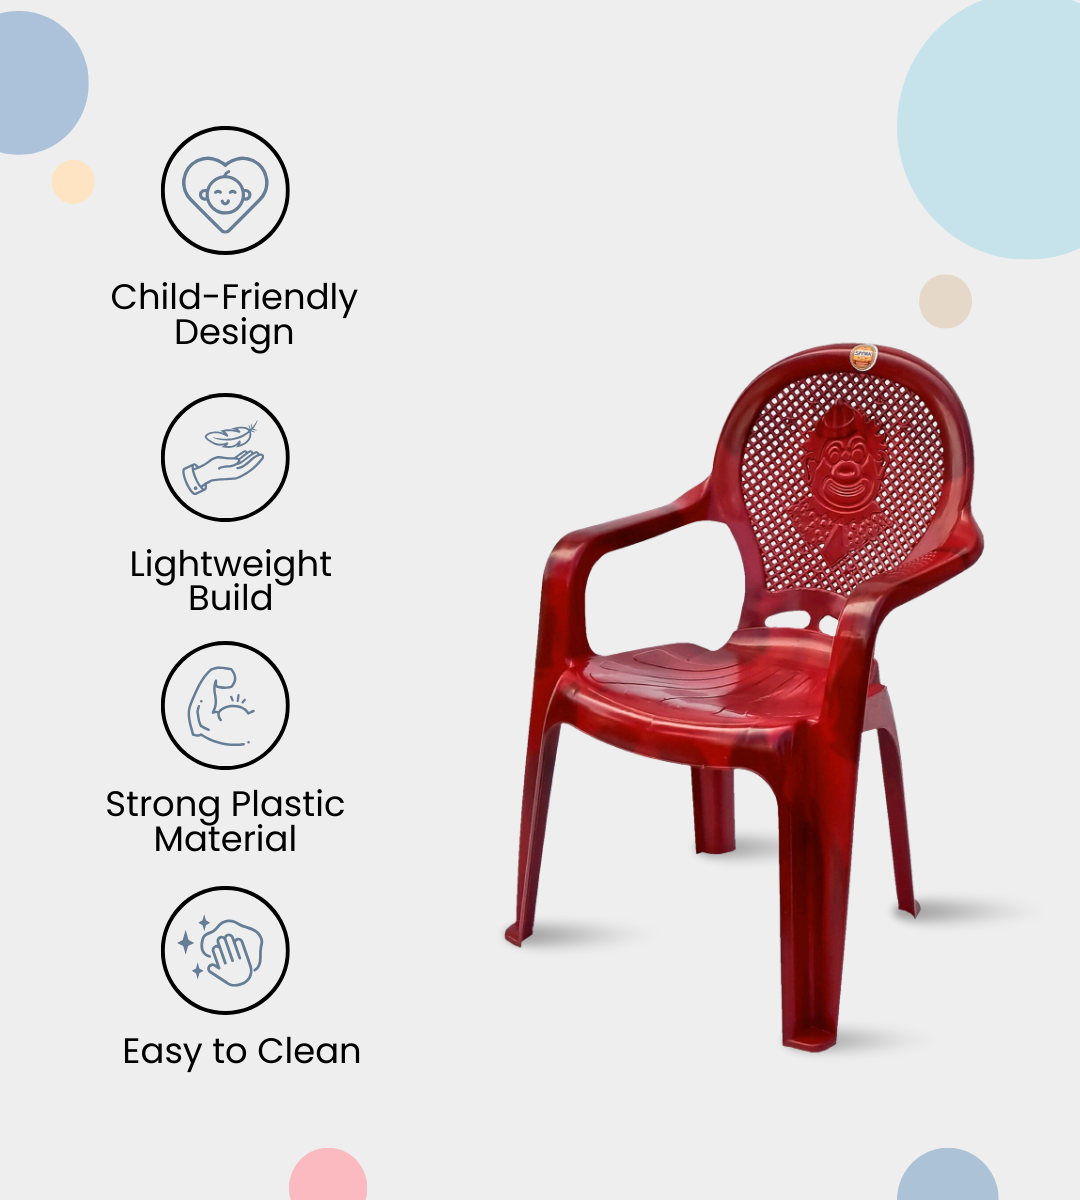 Child-Friendly
Design
Lightweight
Build
Strong Plastic
Material
Easy to Clean